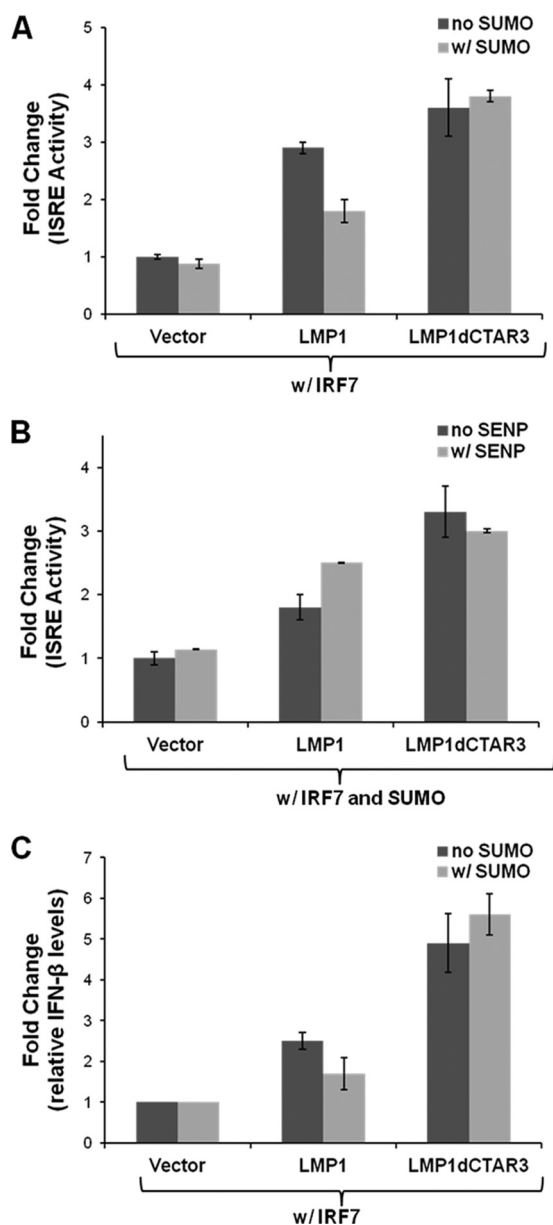 A
no SUMO
w/ SUMO
Fold Change
(ISRE Activity)
5
4
3
2
1
0
Vector
LMP1
LMP1dCTAR3
w/ IRF7
B
no SENP
w/ SENP
Fold Change
(ISRE Activity)
4
3
2
1
0
Vector
LMP1
LMP1dCTAR3
w/ IRF7 and SUMO
C
no SUMO
w/ SUMO
Fold Change
(relative IFN-β levels)
7
6
5
4
3
2
1
0
Vector
LMP1
LMP1dCTAR3
w/ IRF7